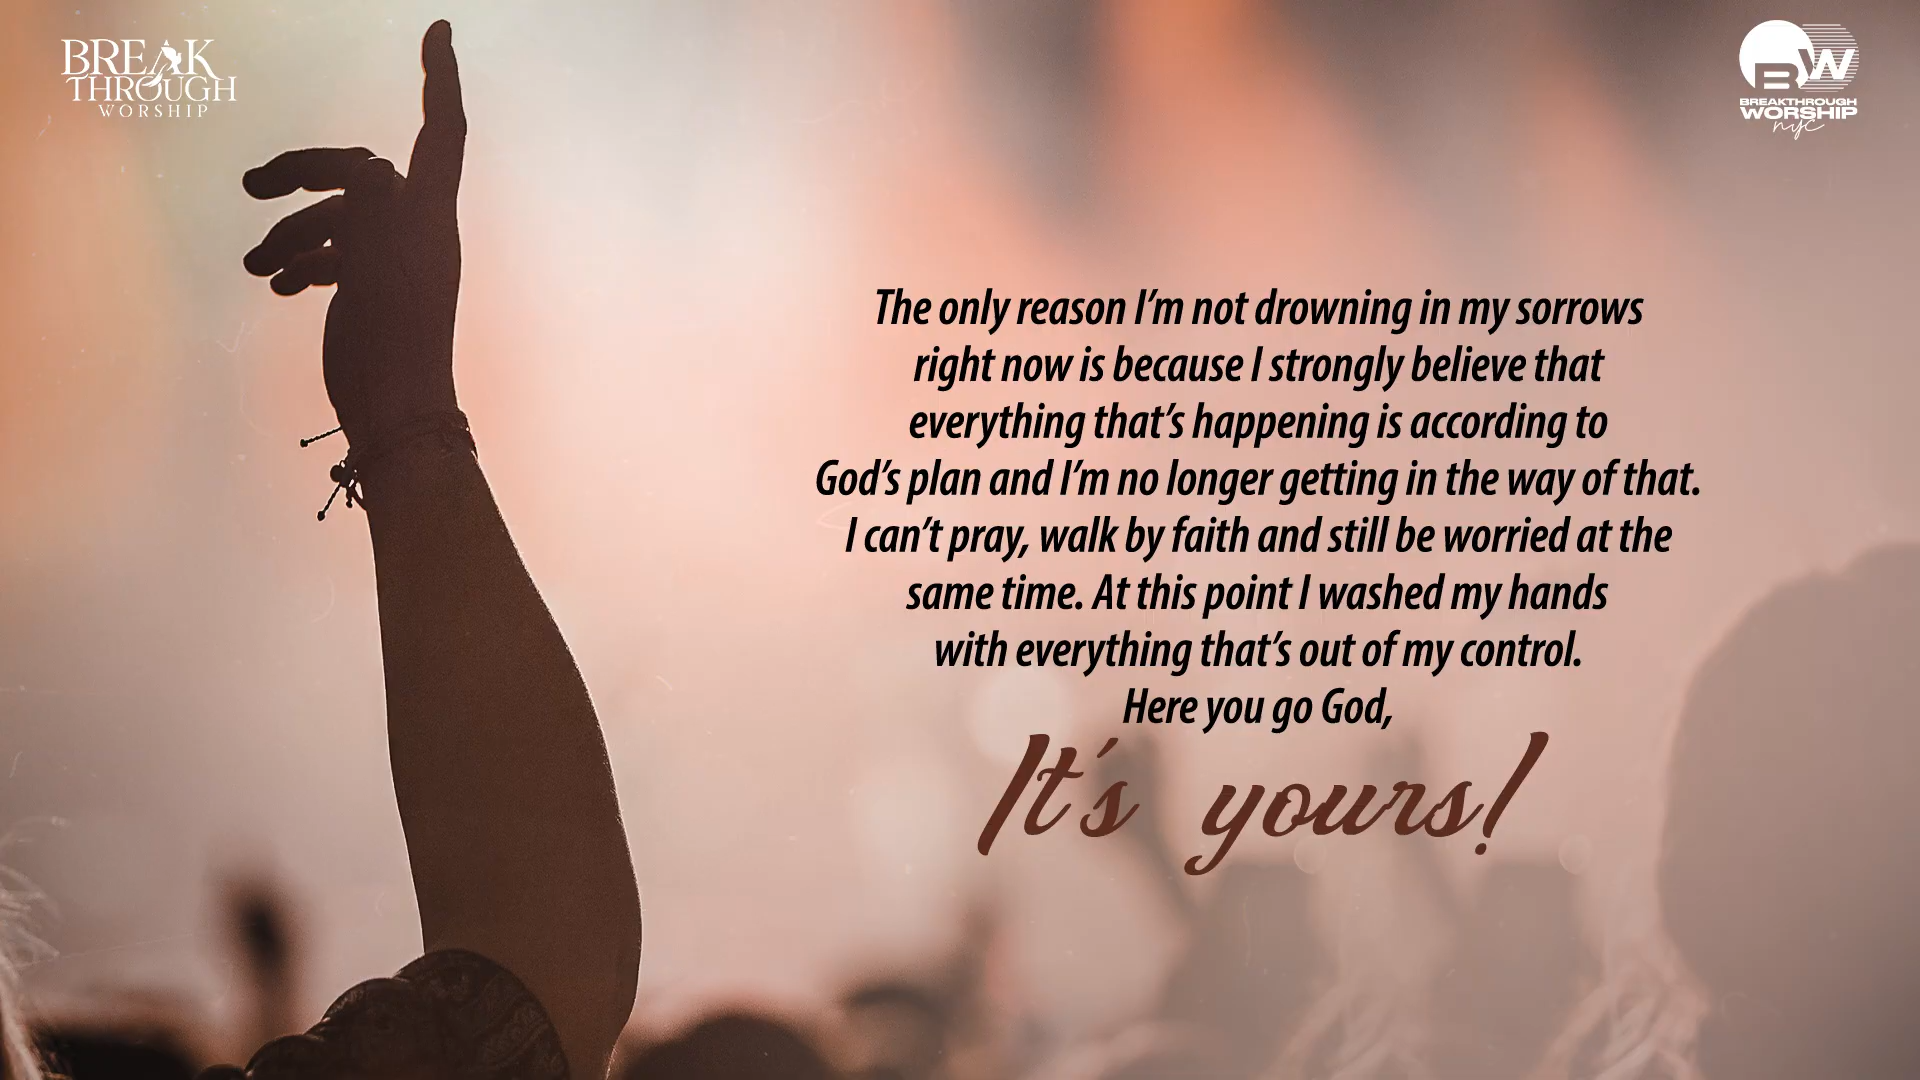 BREAK
THROUGH
WORSHIP
BW
BREAKTHROUGH
WORSHIP
nyc
The only reason I’m not drowning in my sorrows
right now is because I strongly believe that
everything that’s happening is according to
God’s plan and I’m no longer getting in the way of that.
I can’t pray, walk by faith and still be worried at the
same time. At this point I washed my hands
with everything that’s out of my control.
Here you go God,
It's yours!